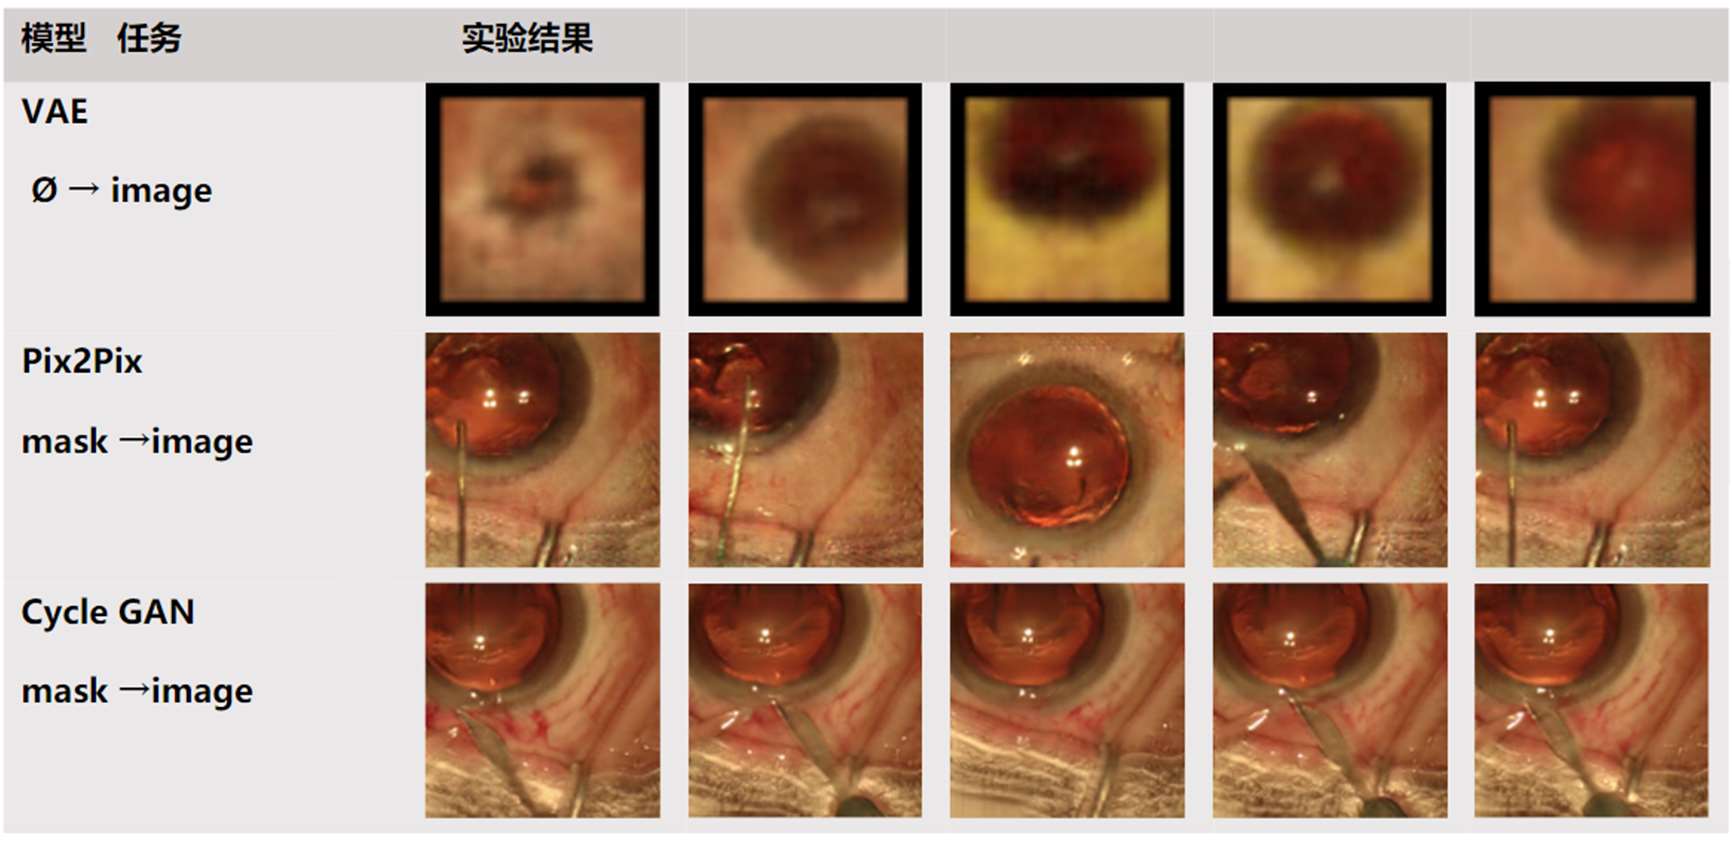 模型 任务 实验结果
VAE
Ø → image
Pix2Pix
mask →image
Cycle GAN
mask →image